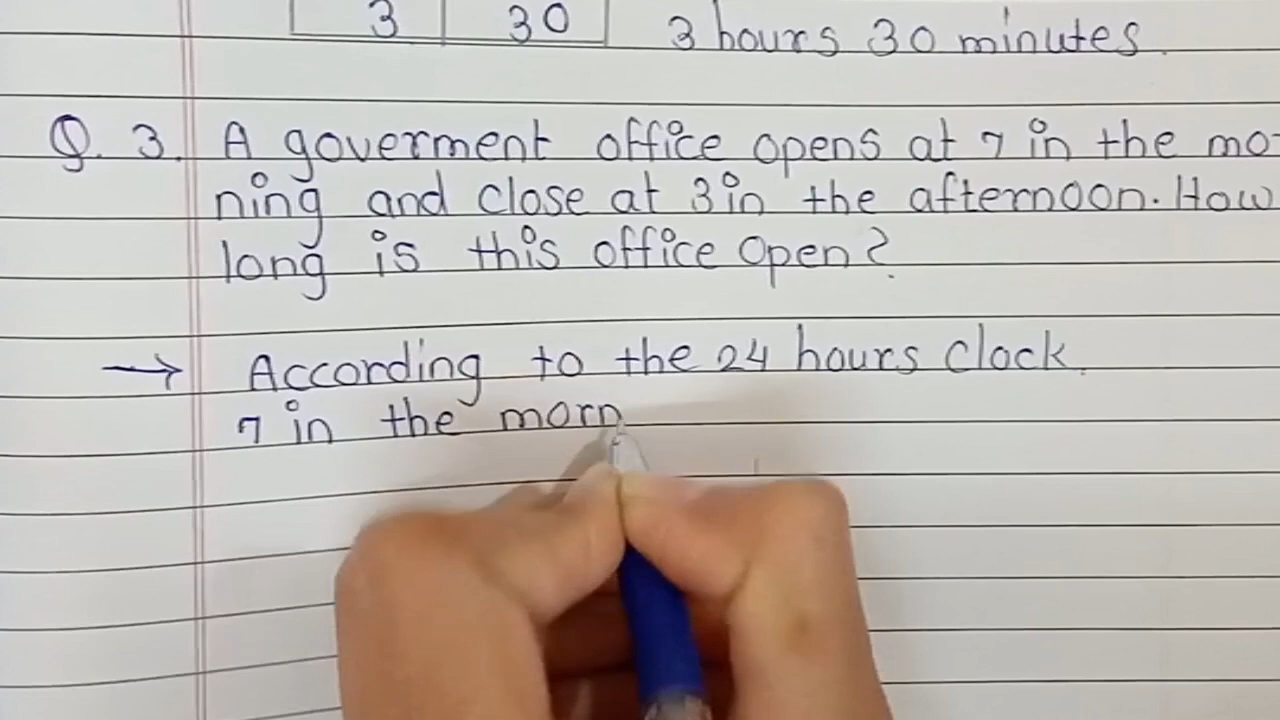 3 30 3 hours 30 minutes.
Q. 3. A goverment office opens at 7 in the mo
ning and close at 3 in the afternoon. How
long is this office open?
→ According to the 24 hours clock.
7 in the morn